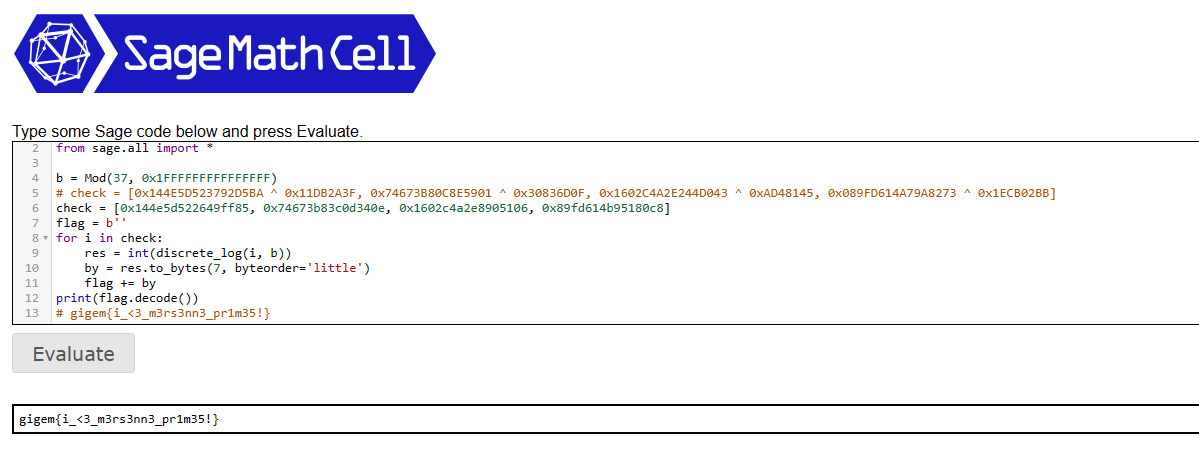 SageMathCell
Type some Sage code below and press Evaluate.
2 from sage.all import *
3
4 b = Mod(37, 0x1FFFFFFFFFFFFFFF)
5 # check = [0x144E5D523792D5BA ^ 0x11DB2A3F, 0x74673B80C8E5901 ^ 0x30836D0F, 0x1602C4A2E244D043 ^ 0xAD48145, 0x089FD614A79A8273 ^ 0x1ECB02BB]
6 check = [0x144e5d522649ff85, 0x74673b83c0d340e, 0x1602c4a2e8905106, 0x89fd614b95180c8]
7 flag = b''
8 for i in check:
9     res = int(discrete_log(i, b))
10     by = res.to_bytes(7, byteorder='little')
11     flag += by
12 print(flag.decode())
13 # gigem{i_<3_m3rs3nn3_pr1m35!}
Evaluate
gigem{i_<3_m3rs3nn3_pr1m35!}